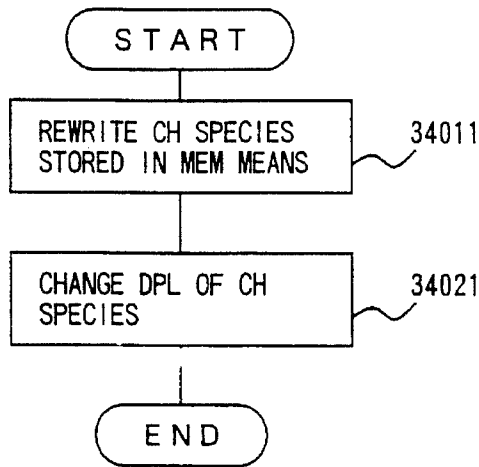 START
REWRITE CH SPECIES
STORED IN MEM MEANS
34011
CHANGE DPL OF CH
SPECIES
34021
END